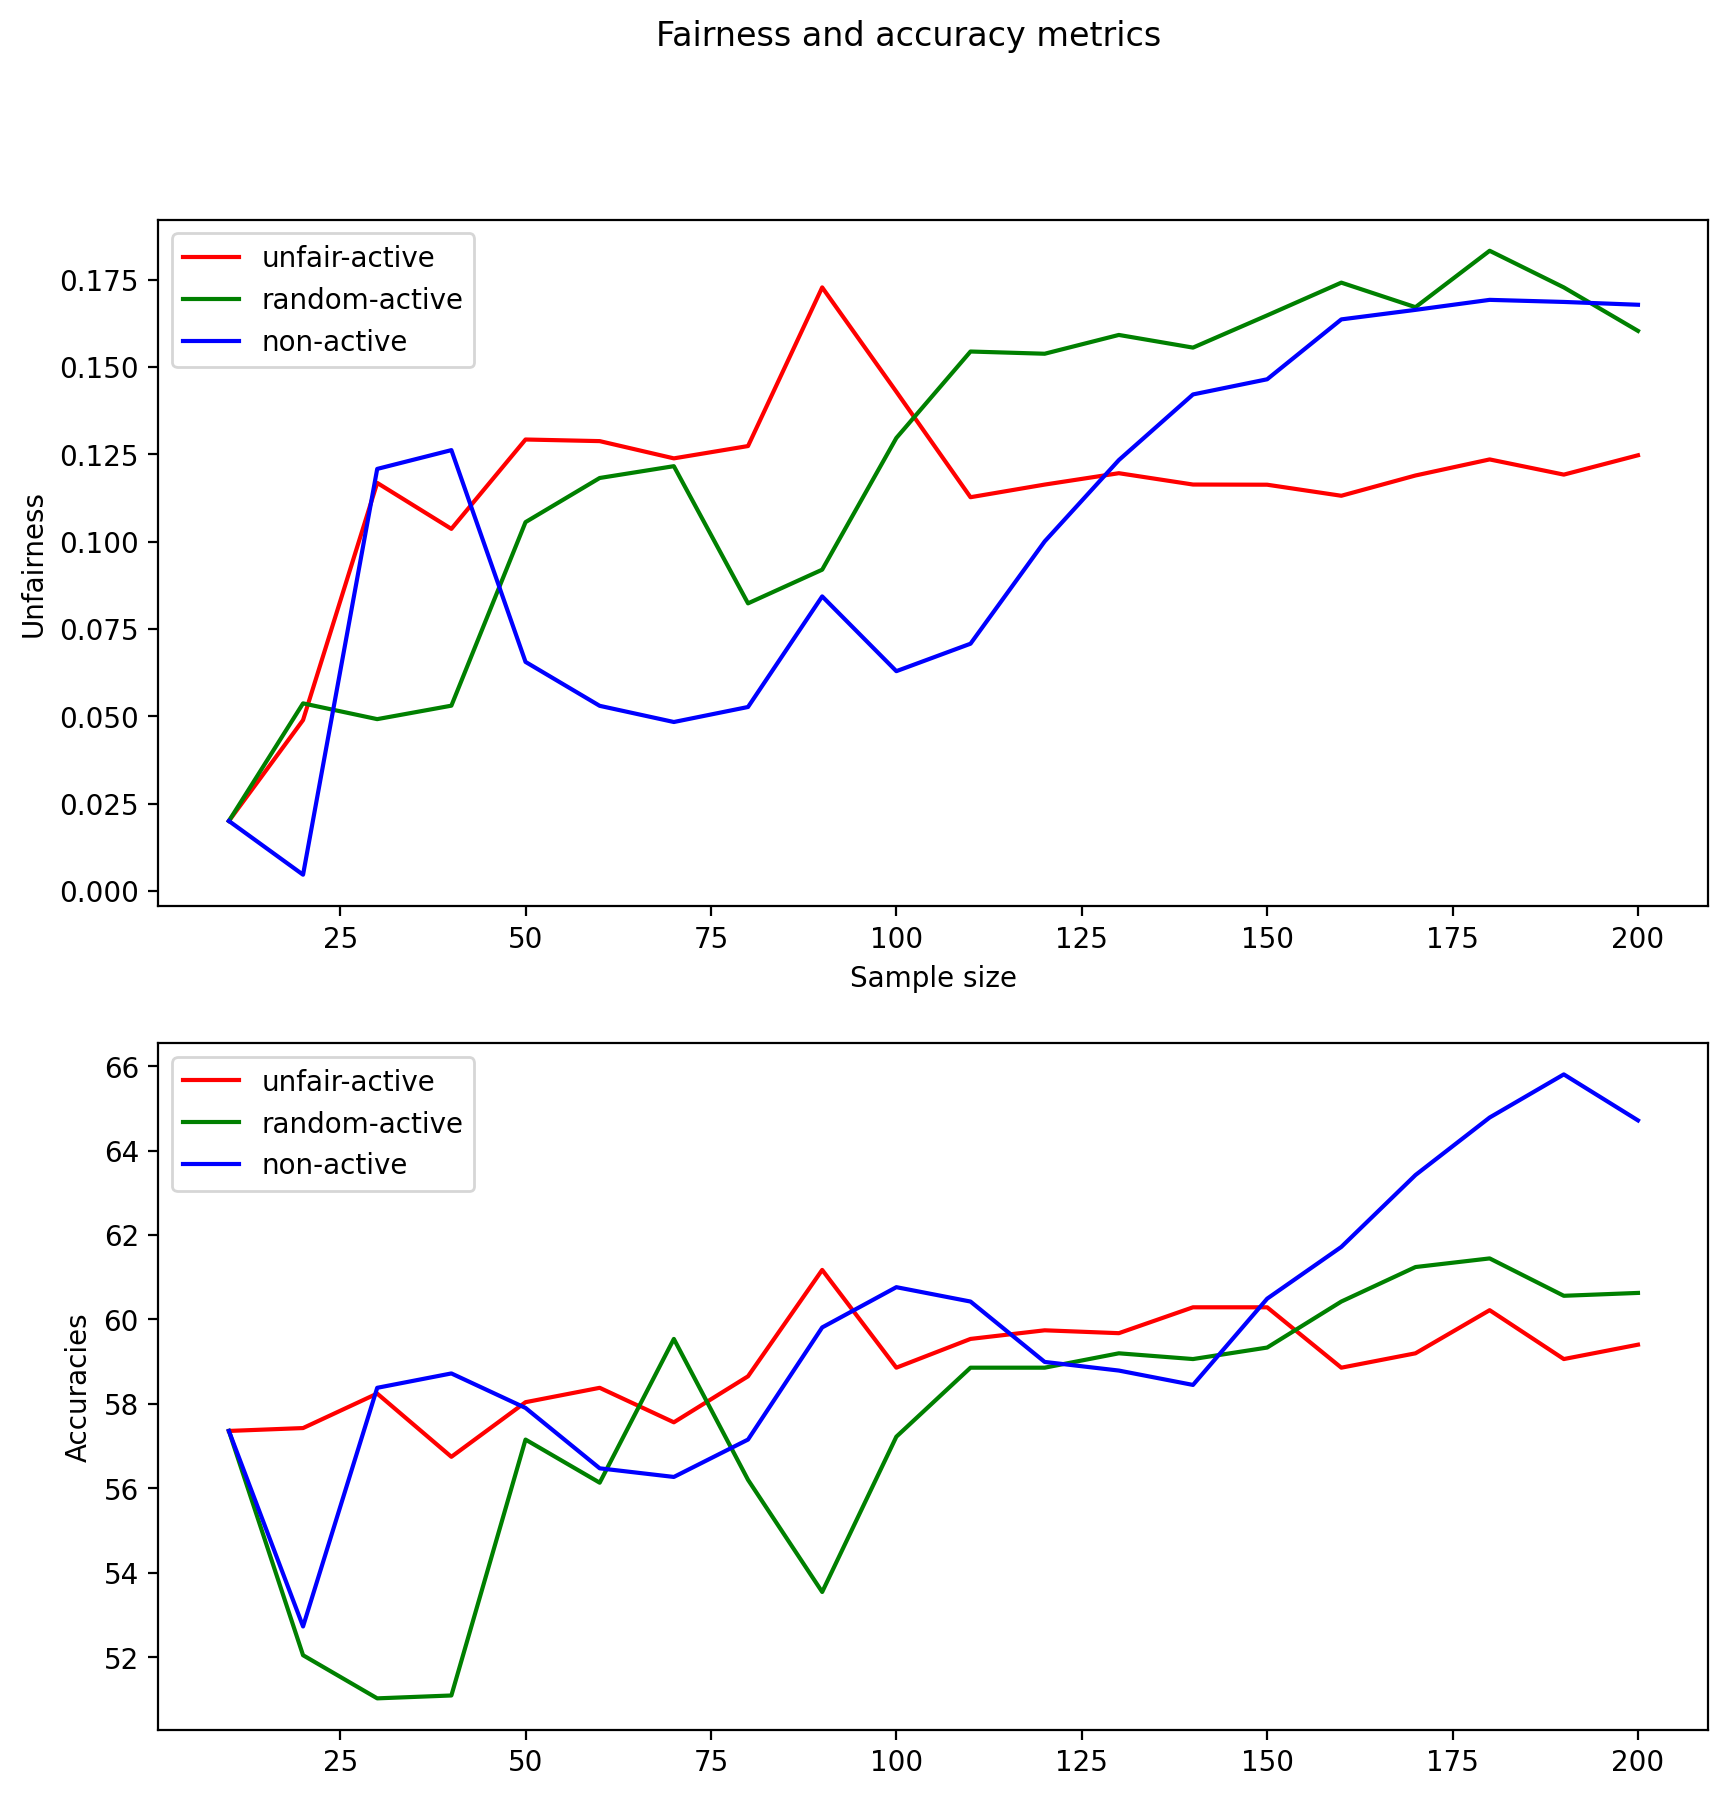 Fairness and accuracy metrics
unfair-active
random-active
non-active
0.175
0.150
0.125
0.100
0.075
0.050
0.025
0.000
Unfairness
25 50 75 100 125 150 175 200
Sample size
unfair-active
random-active
non-active
66
64
62
60
58
56
54
52
Accuracies
25 50 75 100 125 150 175 200